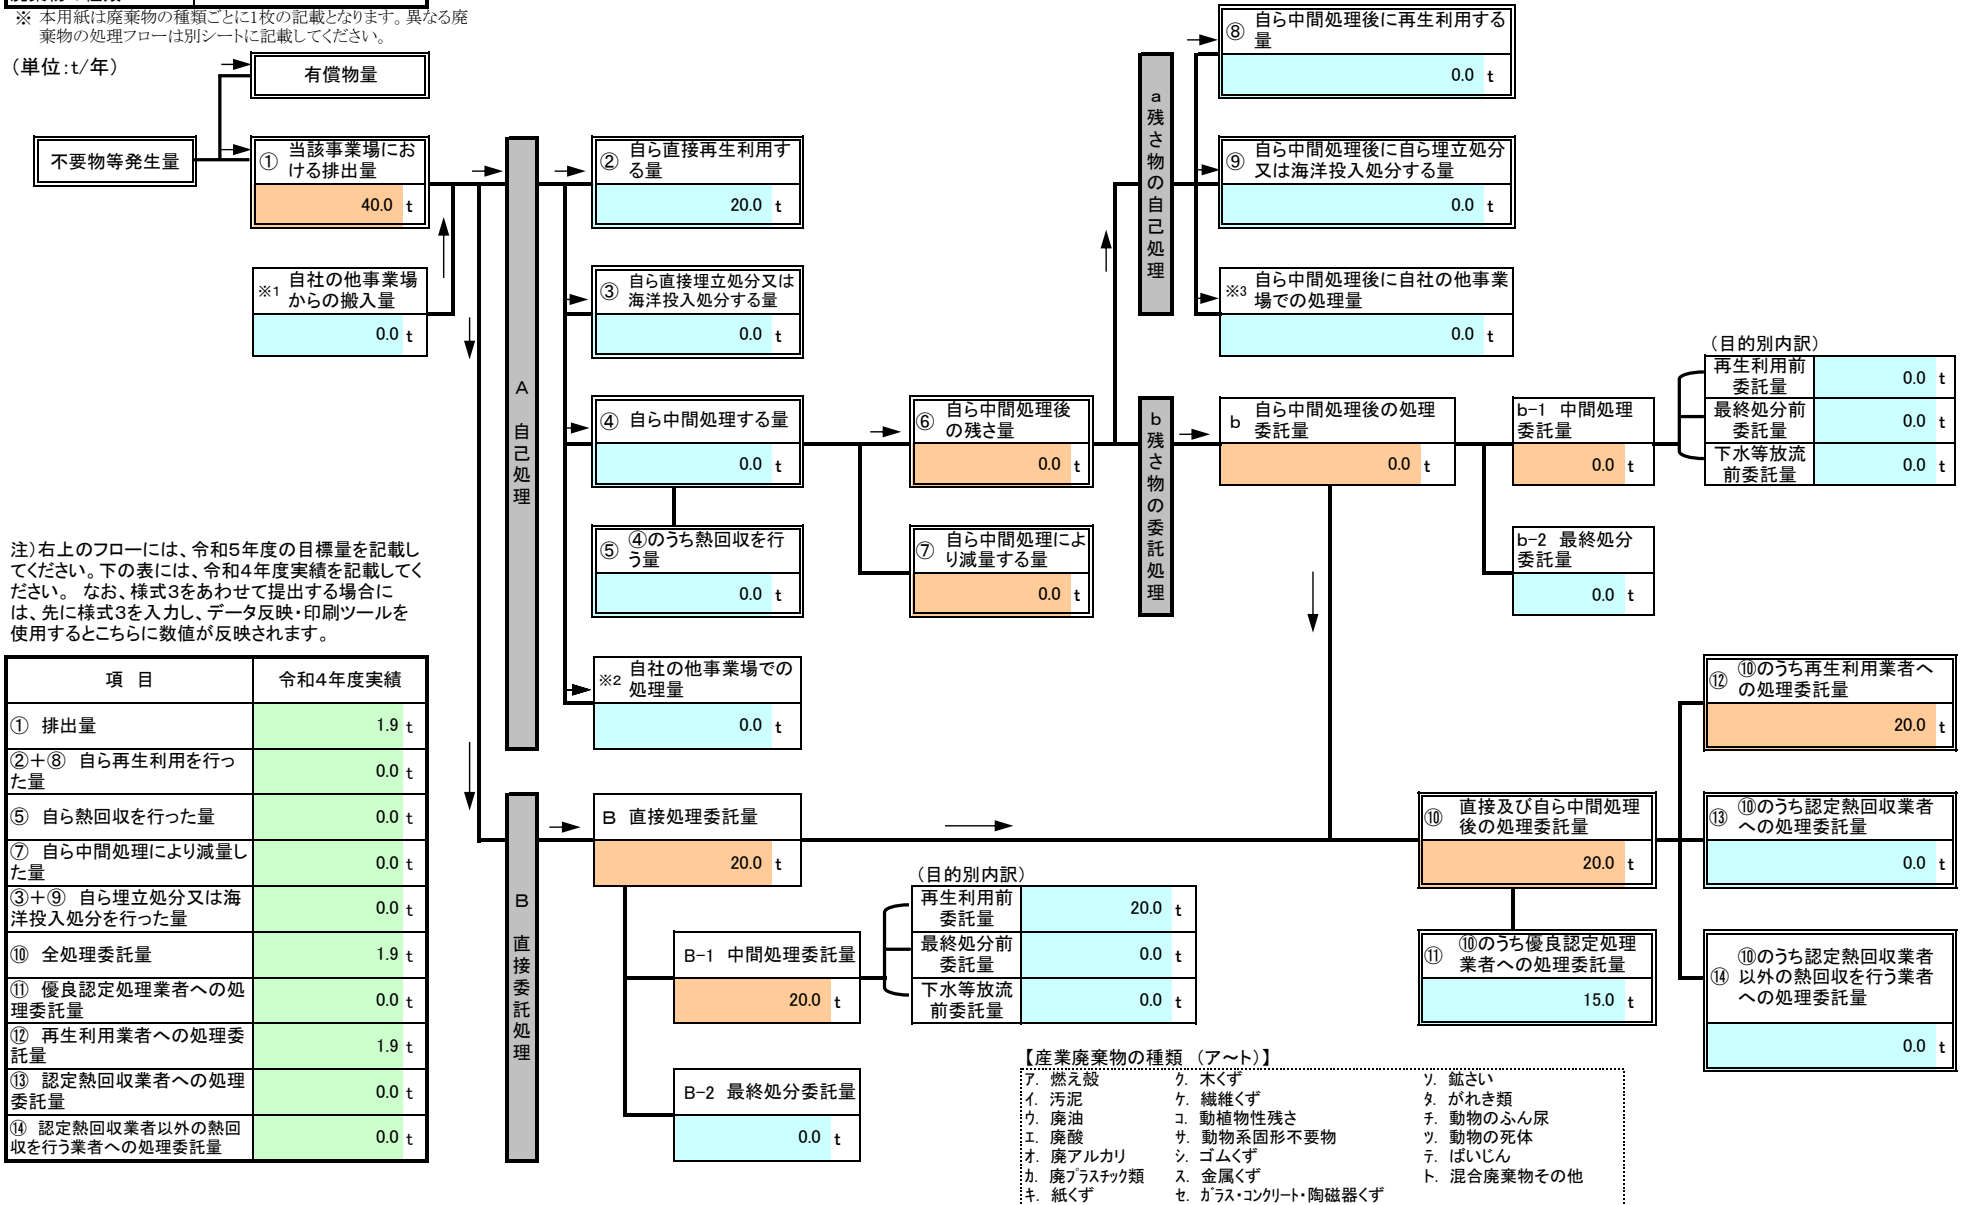 ※ 本用紙は廃棄物の種類ごとに1枚の記載となります。異なる廃
棄物の処理フローは別シートに記載してください。
（単位：t/年）
有償物量
不要物等発生量
① 当該事業場にお
ける排出量
40.0 t
※1 自社の他事業場
からの搬入量
0.0 t
A 自己処理
② 自ら直接再生利用す
る量
20.0 t
③ 自ら直接埋立処分又は
海洋投入処分する量
0.0 t
④ 自ら中間処理する量
0.0 t
⑤ ④のうち熱回収を行
う量
0.0 t
※2 自社の他事業場での
処理量
0.0 t
⑥ 自ら中間処理後
の残さ量
0.0 t
⑦ 自ら中間処理によ
り減量する量
0.0 t
a 残さ物の自己処理
⑧ 自ら中間処理後に再生利用する
量
0.0 t
⑨ 自ら中間処理後に自ら埋立処分
又は海洋投入処分する量
0.0 t
※3 自ら中間処理後に自社の他事業
場での処理量
0.0 t
b 残さ物の委託処理
b 自ら中間処理後の処理
委託量
0.0 t
b-1 中間処理
委託量
0.0 t
（目的別内訳）
再生利用前
委託量
0.0 t
最終処分前
委託量
0.0 t
下水等放流
前委託量
0.0 t
b-2 最終処分
委託量
0.0 t
注）右上のフローには、令和5年度の目標量を記載し
てください。下の表には、令和4年度実績を記載してく
ださい。 なお、様式3をあわせて提出する場合に
は、先に様式3を入力し、データ反映・印刷ツールを
使用するとこちらに数値が反映されます。
項 目 令和4年度実績
① 排出量 1.9 t
②＋⑧ 自ら再生利用を行っ
た量 0.0 t
⑤ 自ら熱回収を行った量 0.0 t
⑦ 自ら中間処理により減量し
た量 0.0 t
③＋⑨ 自ら埋立処分又は海
洋投入処分を行った量 0.0 t
⑩ 全処理委託量 1.9 t
⑪ 優良認定処理業者への処
理委託量 0.0 t
⑫ 再生利用業者への処理委
託量 1.9 t
⑬ 認定熱回収業者への処理
委託量 0.0 t
⑭ 認定熱回収業者以外の熱回
収を行う業者への処理委託量 0.0 t
B 直接委託処理
B 直接処理委託量
20.0 t
B-1 中間処理委託量
20.0 t
（目的別内訳）
再生利用前
委託量
20.0 t
最終処分前
委託量
0.0 t
下水等放流
前委託量
0.0 t
B-2 最終処分委託量
0.0 t
⑩ 直接及び自ら中間処理
後の処理委託量
20.0 t
⑪ ⑩のうち優良認定処理
業者への処理委託量
15.0 t
⑫ ⑩のうち再生利用業者へ
の処理委託量
20.0 t
⑬ ⑩のうち認定熱回収業者
への処理委託量
0.0 t
⑭ ⑩のうち認定熱回収業者
以外の熱回収を行う業者
への処理委託量
0.0 t
【産業廃棄物の種類 （ア～ト）】
ア. 燃え殻 ク. 木くず ソ. 鉱さい
イ. 汚泥 ケ. 繊維くず タ. がれき類
ウ. 廃油 コ. 動植物性残さ チ. 動物のふん尿
エ. 廃酸 サ. 動物系固形不要物 ツ. 動物の死体
オ. 廃アルカリ シ. ゴムくず テ. ばいじん
カ. 廃プラスチック類 ス. 金属くず ト. 混合廃棄物その他
キ. 紙くず セ. ガラス・コンクリート・陶磁器くず